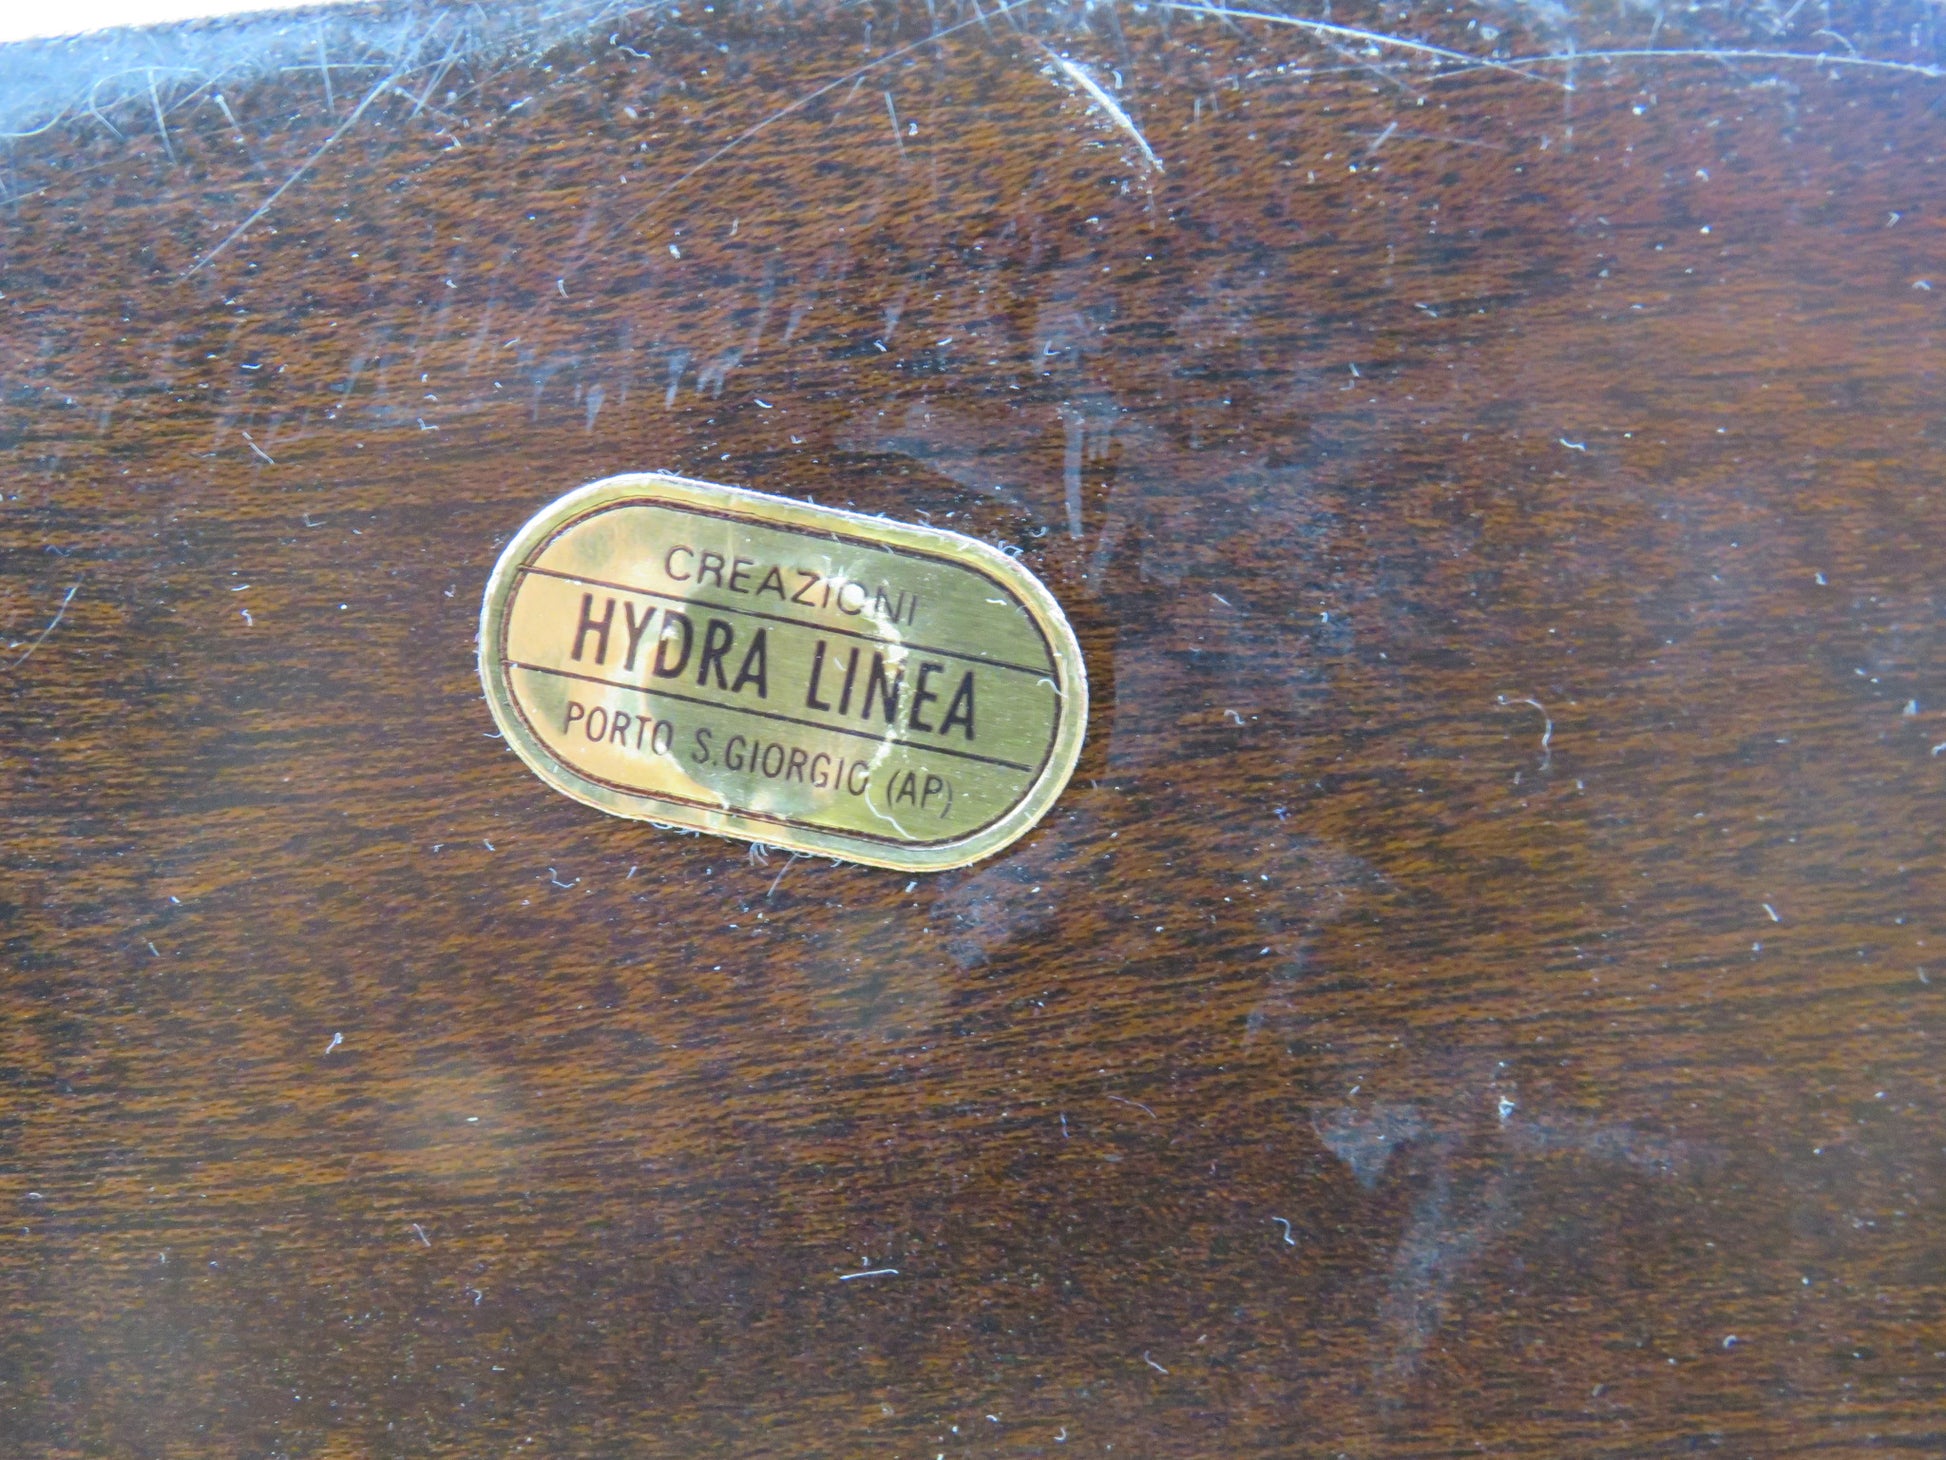 CREAZIONI
HYDRA LINEA
PORTO S.GIORGIO (AP)